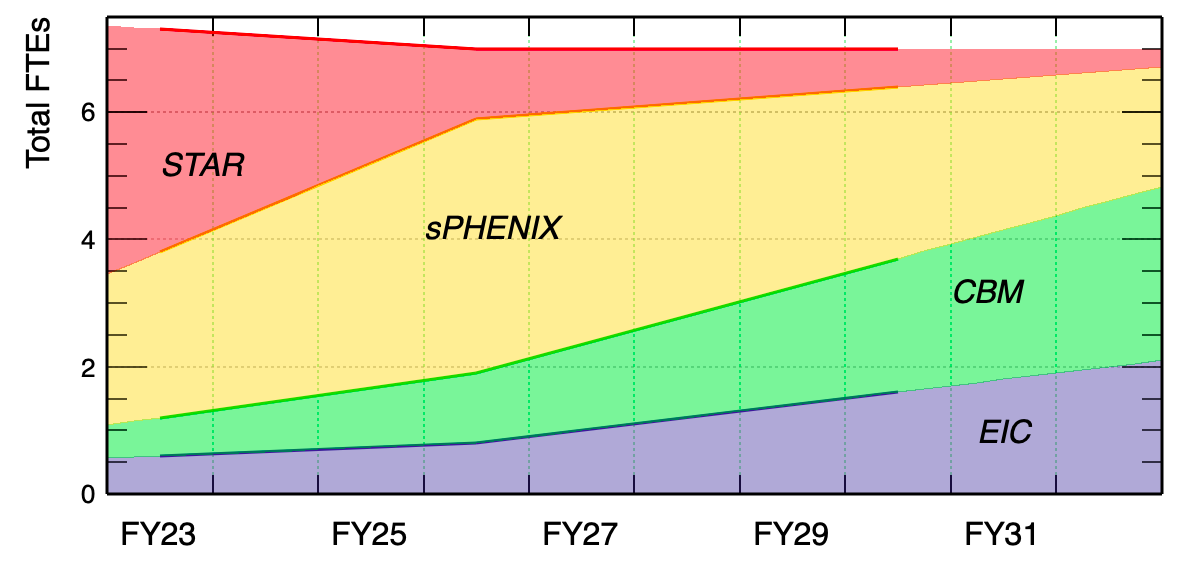 Total FTEs
6
4
2
0
STAR
sPHENIX
CBM
EIC
FY23 FY25 FY27 FY29 FY31